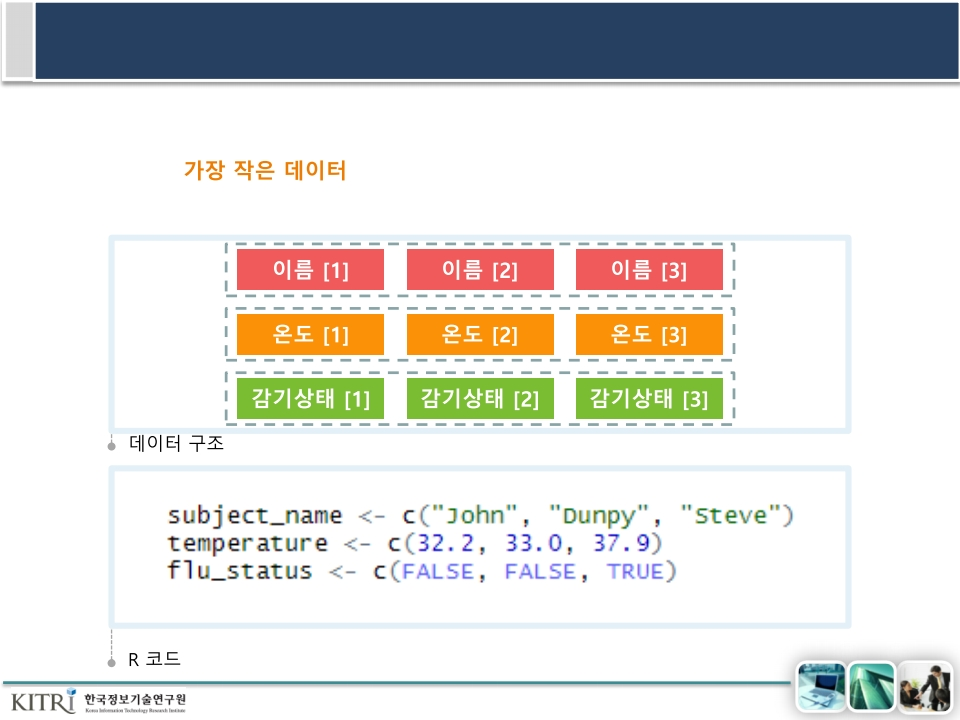 가장 작은 데이터
이름 [1] 이름 [2] 이름 [3]
온도 [1] 온도 [2] 온도 [3]
감기상태 [1] 감기상태 [2] 감기상태 [3]
데이터 구조
subject_name <- c("John", "Dunpy", "Steve")
temperature <- c(32.2, 33.0, 37.9)
flu_status <- c(FALSE, FALSE, TRUE)
R 코드
KITRI 한국정보기술연구원
Korea Information Technology Research Institute